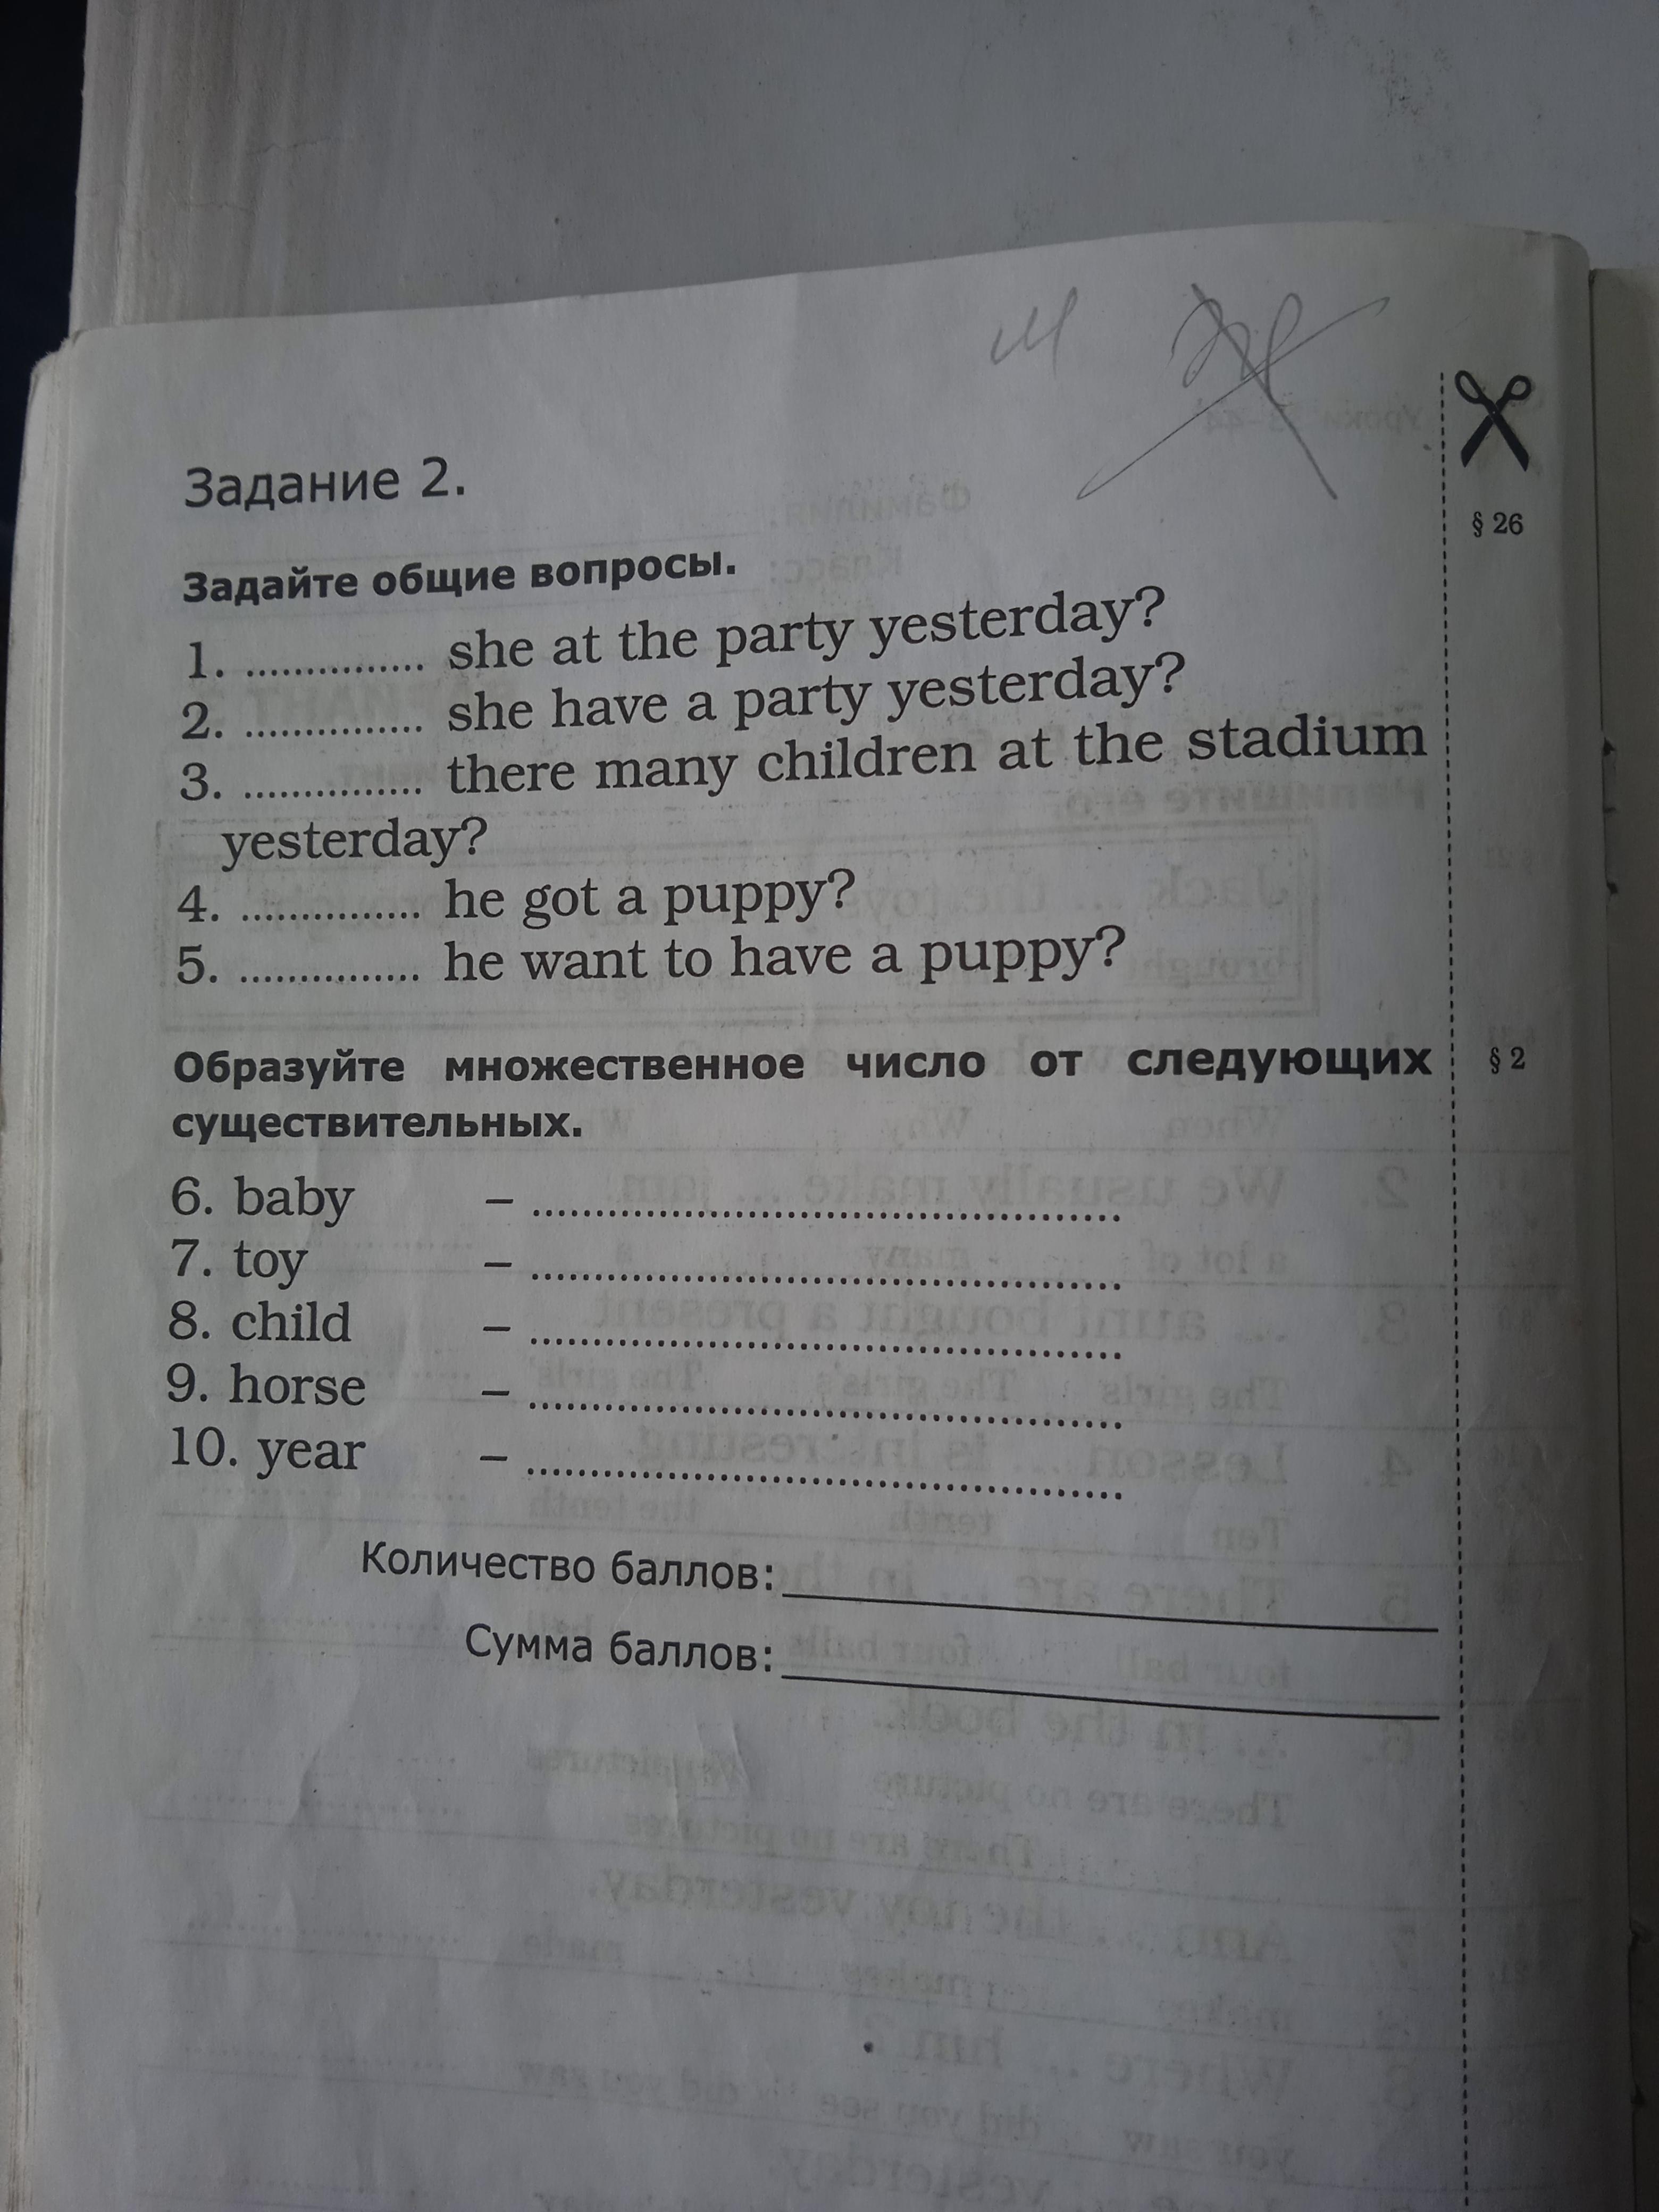 м
Задание 2.
§ 26
Задайте общие вопросы.
1. ............... she at the party yesterday?
2. ............... she have a party yesterday?
3. ............... there many children at the stadium
yesterday?
4. ............... he got a puppy?
5. ............... he want to have a puppy?
Образуйте множественное число от следующих § 2
существительных.
6. baby – ...............................................
7. toy – ...............................................
8. child – ...............................................
9. horse – ...............................................
10. year – ...............................................
Количество баллов:
Сумма баллов: